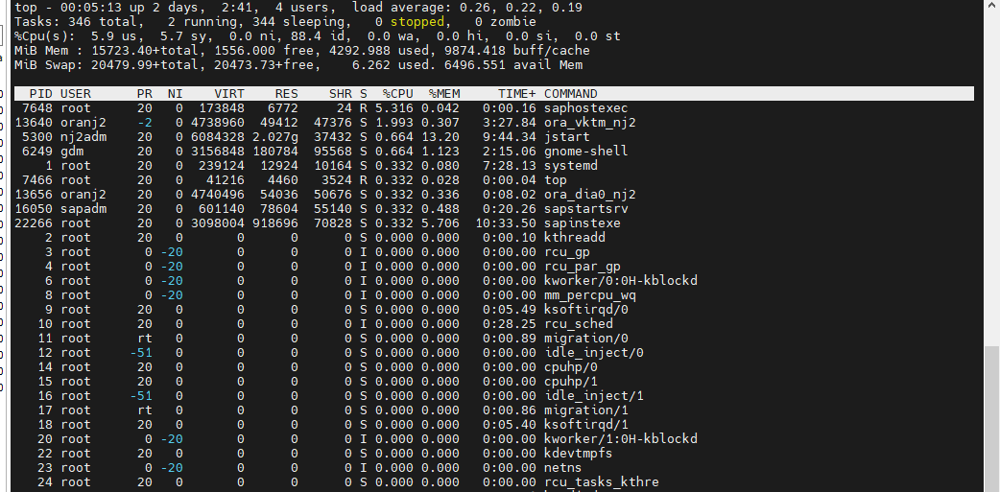 top - 00:05:13 up 2 days,  2:41,  4 users,  load average: 0.26, 0.22, 0.19
Tasks: 346 total,   2 running, 344 sleeping,   0 stopped,   0 zombie
%Cpu(s):  5.9 us,  5.7 sy,  0.0 ni, 88.4 id,  0.0 wa,  0.0 hi,  0.0 si,  0.0 st
MiB Mem : 15723.40+total, 1556.000 free, 4292.988 used, 9874.418 buff/cache
MiB Swap: 20479.99+total, 20473.73+free,    6.262 used. 6496.551 avail Mem
PID USER      PR  NI    VIRT    RES    SHR S  %CPU  %MEM     TIME+ COMMAND
7648 root      20   0  173848   6772     24 R 5.316 0.042   0:00.16 saphostexec
13640 oranj2    -2   0 4738960  49412  47376 S 1.993 0.307   3:27.84 ora_vktm_nj2
5300 nj2adm    20   0 6084328 2.027g  37432 S 0.664 13.20   9:44.34 jstart
6249 gdm       20   0 3156848 180784  95568 S 0.664 1.123   2:15.06 gnome-shell
1 root      20   0  239124  12924  10164 S 0.332 0.080   7:28.13 systemd
7466 root      20   0   41216   4460   3524 R 0.332 0.028   0:00.04 top
13656 oranj2    20   0 4740496  54036  50676 S 0.332 0.336   0:08.02 ora_dia0_nj2
16050 sapadm    20   0  601140  78604  55140 S 0.332 0.488   0:20.26 sapstartsrv
22266 root      20   0 3098004 918696  70828 S 0.332 5.706  10:33.50 sapinstexe
2 root      20   0       0      0      0 S 0.000 0.000   0:00.10 kthreadd
3 root       0 -20       0      0      0 I 0.000 0.000   0:00.00 rcu_gp
4 root       0 -20       0      0      0 I 0.000 0.000   0:00.00 rcu_par_gp
6 root       0 -20       0      0      0 I 0.000 0.000   0:00.00 kworker/0:0H-kblockd
8 root       0 -20       0      0      0 I 0.000 0.000   0:00.00 mm_percpu_wq
9 root      20   0       0      0      0 S 0.000 0.000   0:05.49 ksoftirqd/0
10 root      20   0       0      0      0 I 0.000 0.000   0:28.25 rcu_sched
11 root      rt   0       0      0      0 S 0.000 0.000   0:00.89 migration/0
12 root     -51   0       0      0      0 S 0.000 0.000   0:00.00 idle_inject/0
14 root      20   0       0      0      0 S 0.000 0.000   0:00.00 cpuhp/0
15 root      20   0       0      0      0 S 0.000 0.000   0:00.00 cpuhp/1
16 root     -51   0       0      0      0 S 0.000 0.000   0:00.00 idle_inject/1
17 root      rt   0       0      0      0 S 0.000 0.000   0:00.86 migration/1
18 root      20   0       0      0      0 S 0.000 0.000   0:05.40 ksoftirqd/1
20 root       0 -20       0      0      0 I 0.000 0.000   0:00.00 kworker/1:0H-kblockd
22 root      20   0       0      0      0 S 0.000 0.000   0:00.00 kdevtmpfs
23 root       0 -20       0      0      0 I 0.000 0.000   0:00.00 netns
24 root      20   0       0      0      0 S 0.000 0.000   0:00.00 rcu_tasks_kthre